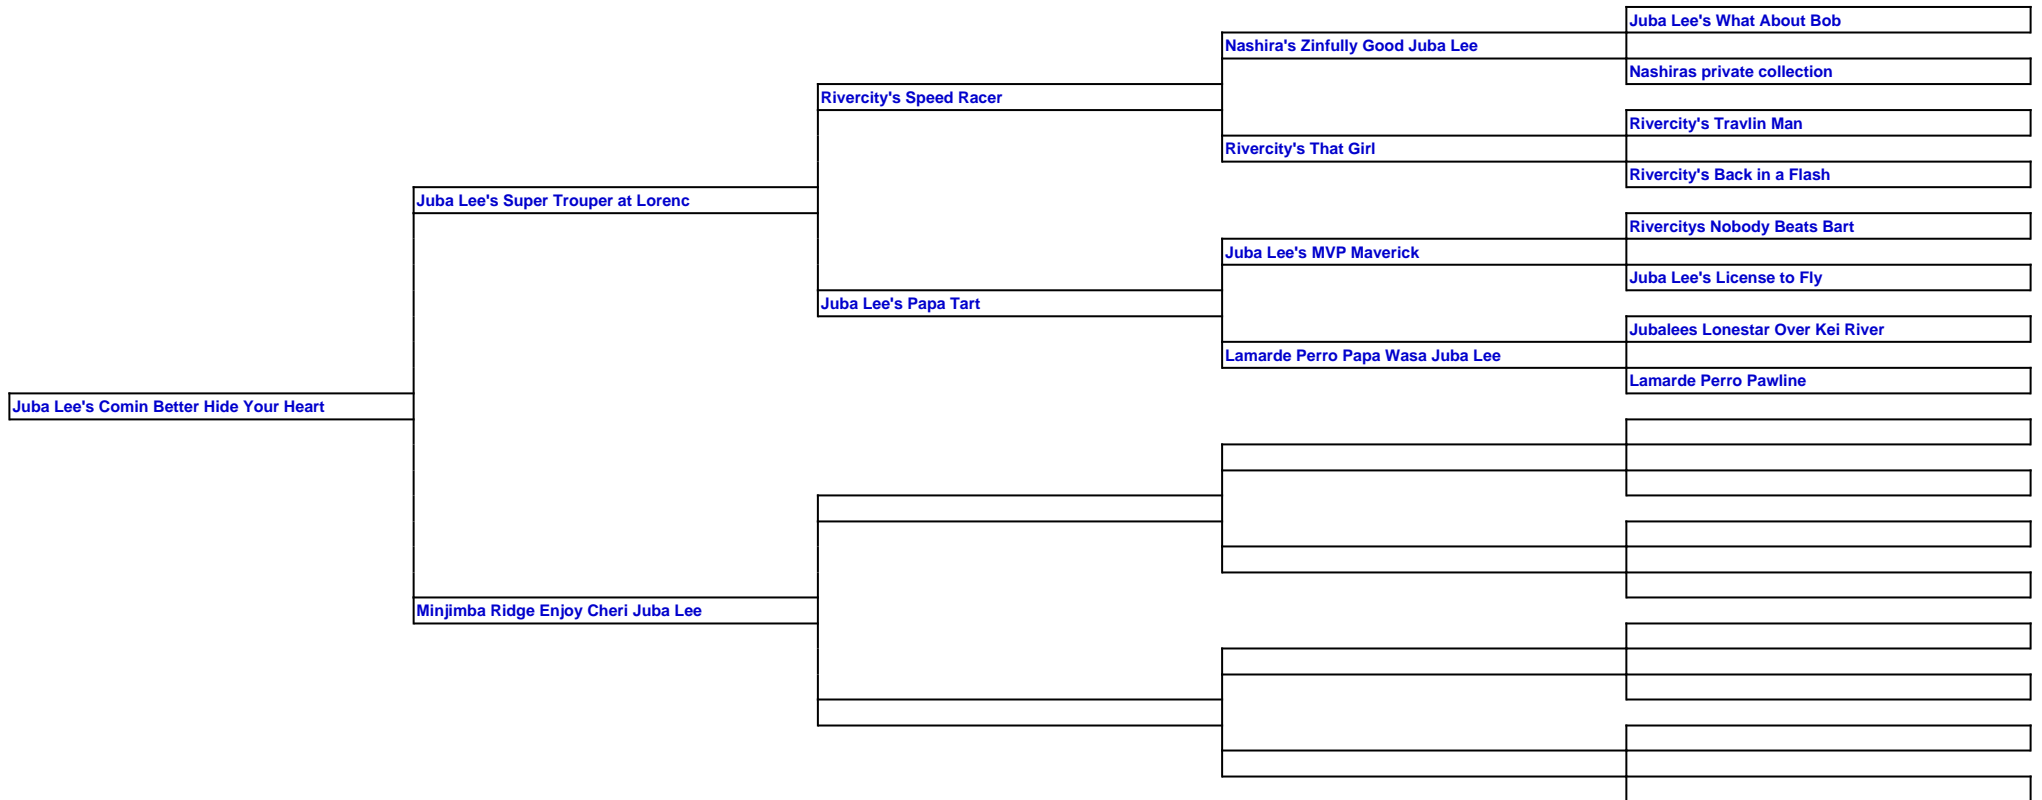 Juba Lee's What About Bob
Nashira's Zinfully Good Juba Lee
Nashiras private collection
Rivercity's Speed Racer
Rivercity's Travlin Man
Rivercity's That Girl
Rivercity's Back in a Flash
Juba Lee's Super Trouper at Lorenc
Rivercitys Nobody Beats Bart
Juba Lee's MVP Maverick
Juba Lee's License to Fly
Juba Lee's Papa Tart
Jubalees Lonestar Over Kei River
Lamarde Perro Papa Wasa Juba Lee
Lamarde Perro Pawline
Juba Lee's Comin Better Hide Your Heart
Minjimba Ridge Enjoy Cheri Juba Lee